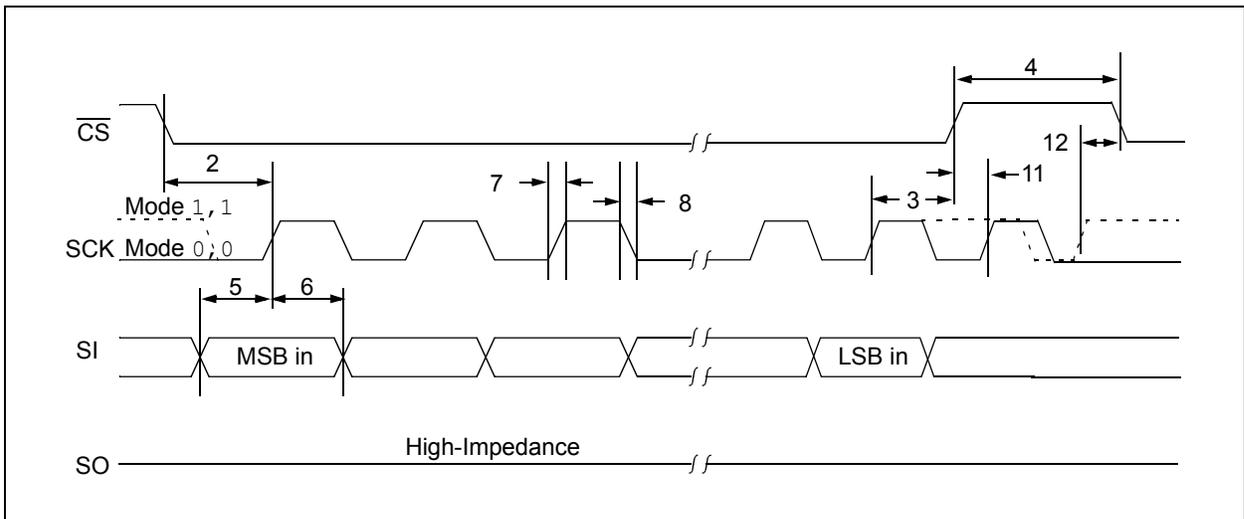 4
CS
12
2
7
8
3
11
Mode 1,1
SCK Mode 0,0
5
6
SI
MSB in
LSB in
High-Impedance
SO